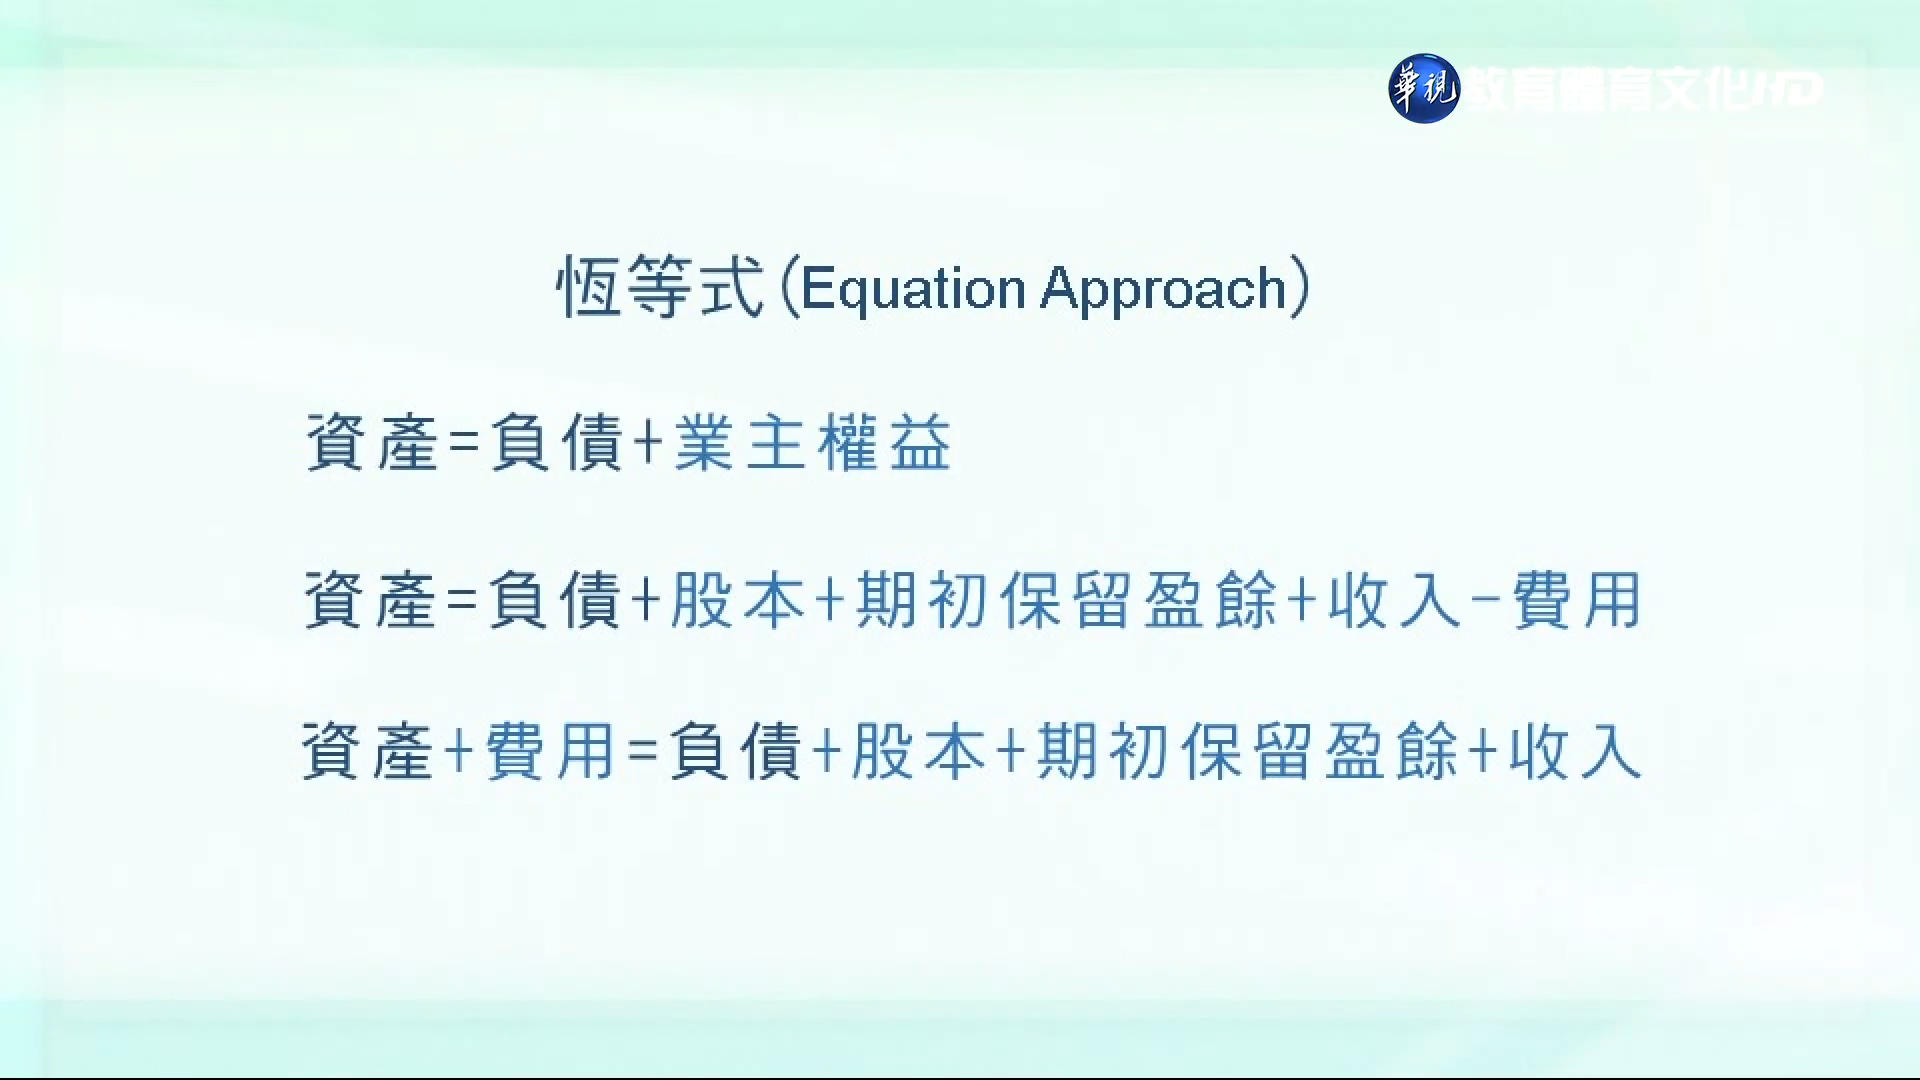 華視 教育體育文化HD
恆等式(Equation Approach)
資產=負債+業主權益
資產=負債+股本+期初保留盈餘+收入-費用
資產+費用=負債+股本+期初保留盈餘+收入